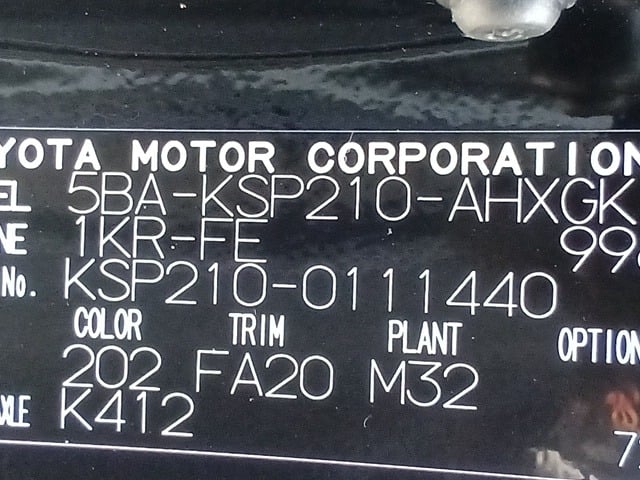 YOTA MOTOR CORPORATION
EL 5BA-KSP210-AHXGK
NE 1KR-FE 996
No. KSP210-0111440
COLOR TRIM PLANT OPTION
202 FA20 M32
XLE K412 7